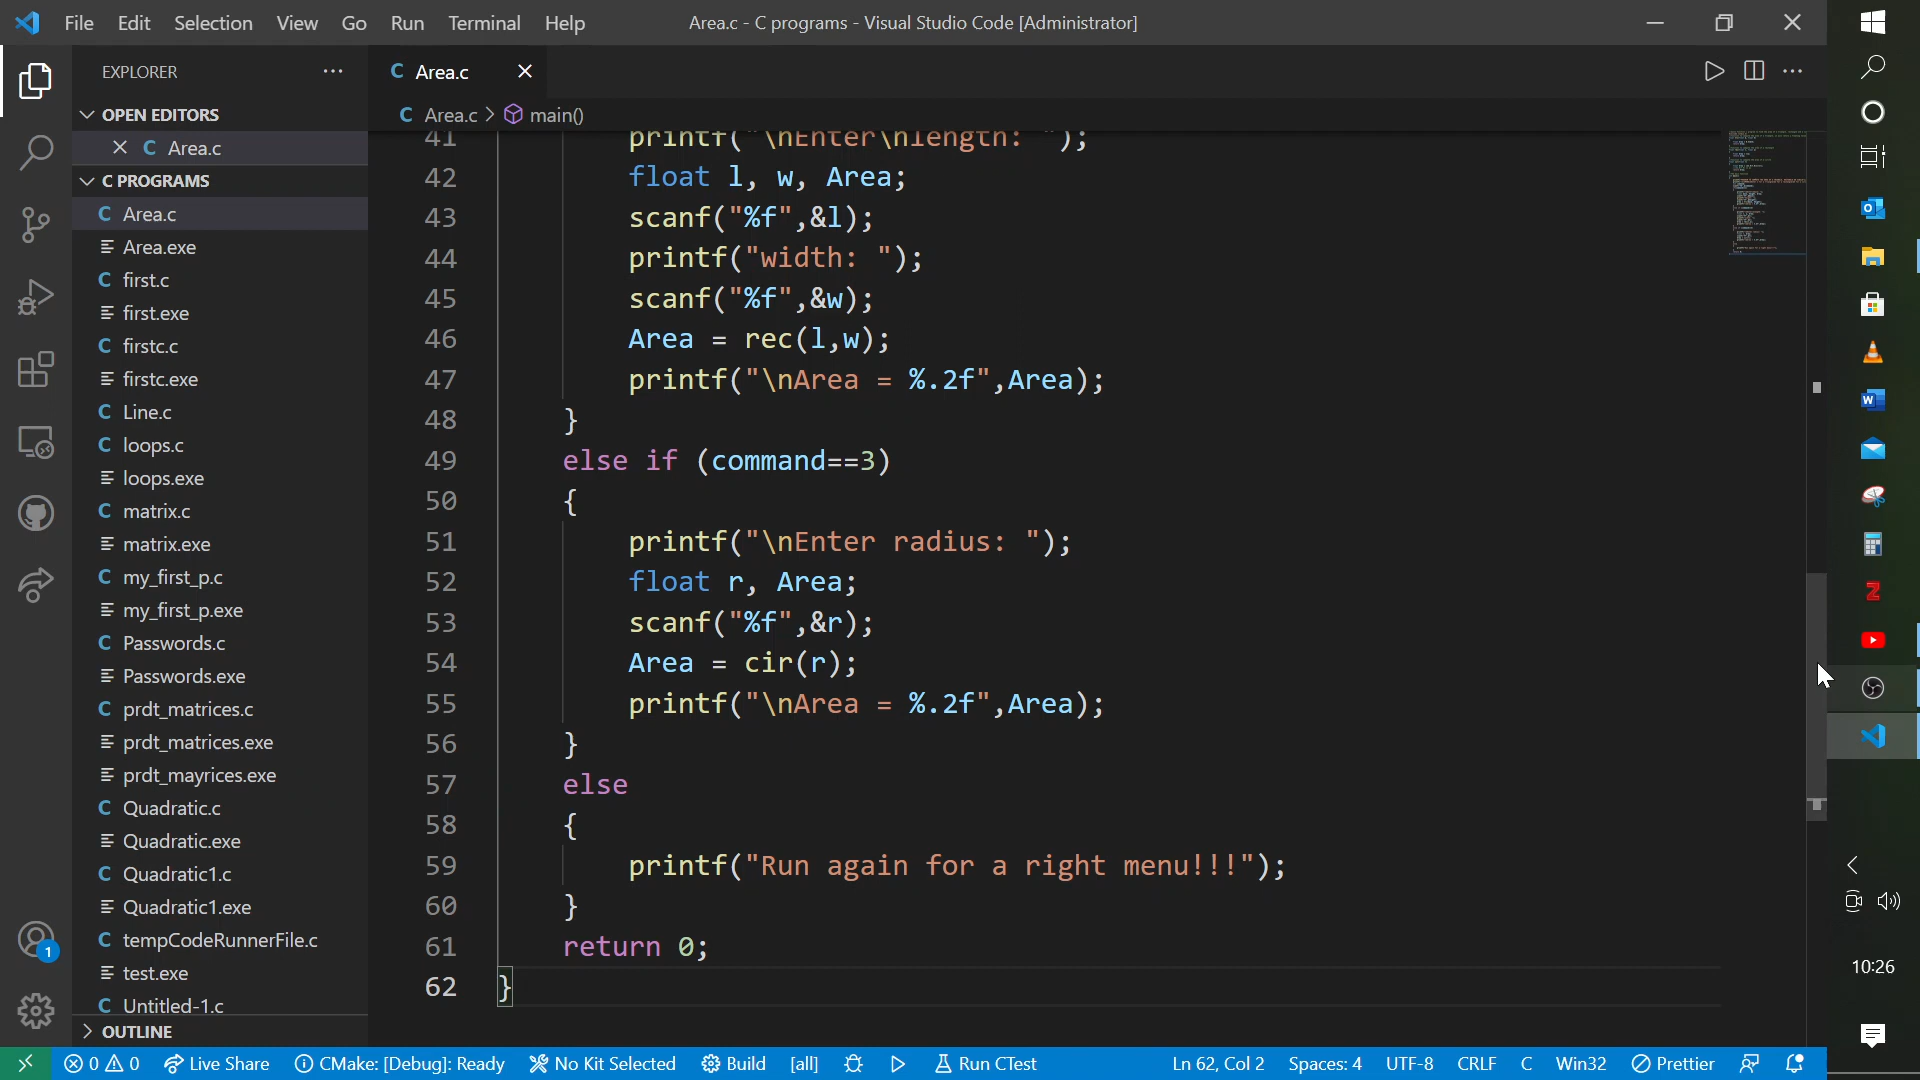 File Edit Selection View Go Run Terminal Help
Area.c - C programs - Visual Studio Code [Administrator]
EXPLORER
OPEN EDITORS
C Area.c
C PROGRAMS
C Area.c
Area.exe
C first.c
first.exe
C firstc.c
firstc.exe
C Line.c
C loops.c
loops.exe
C matrix.c
matrix.exe
C my_first_p.c
my_first_p.exe
C Passwords.c
Passwords.exe
C prdt_matrices.c
prdt_matrices.exe
prdt_mayrices.exe
C Quadratic.c
Quadratic.exe
C Quadratic1.c
Quadratic1.exe
C tempCodeRunnerFile.c
test.exe
C Untitled-1.c
OUTLINE
C Area.c
C Area.c > main()
41 printf("\nEnter\nlength: ");
42 float l, w, Area;
43 scanf("%f",&l);
44 printf("width: ");
45 scanf("%f",&w);
46 Area = rec(l,w);
47 printf("\nArea = %.2f",Area);
48 }
49 else if (command==3)
50 {
51 printf("\nEnter radius: ");
52 float r, Area;
53 scanf("%f",&r);
54 Area = cir(r);
55 printf("\nArea = %.2f",Area);
56 }
57 else
58 {
59 printf("Run again for a right menu!!!");
60 }
61 return 0;
62 }
1
0 0 Live Share CMake: [Debug]: Ready No Kit Selected Build [all] Run CTest
Ln 62, Col 2 Spaces: 4 UTF-8 CRLF C Win32 Prettier
10:26